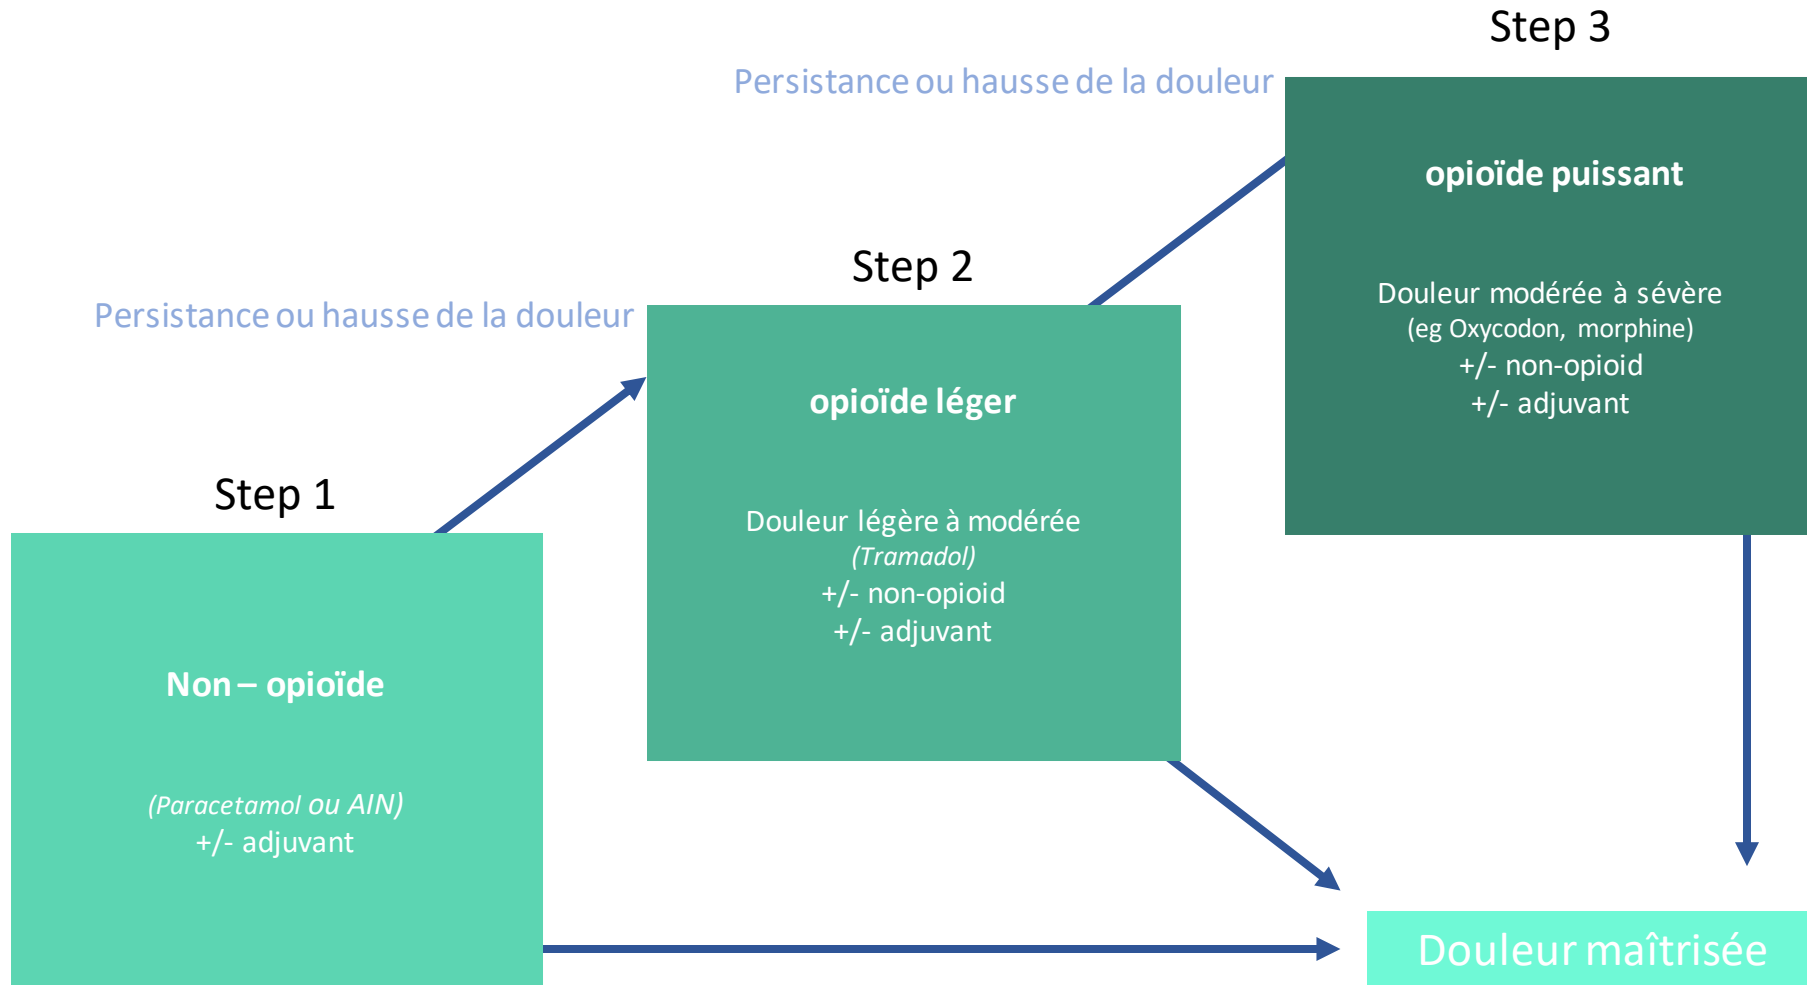 Step 3
Persistance ou hausse de la douleur
opioïde puissant
Douleur modérée à sévère
(eg Oxycodon, morphine)
+/- non-opioid
+/- adjuvant
Step 2
Persistance ou hausse de la douleur
opioïde léger
Douleur légère à modérée
(Tramadol)
+/- non-opioid
+/- adjuvant
Step 1
Non – opioïde
(Paracetamol ou AIN)
+/- adjuvant
Douleur maîtrisée